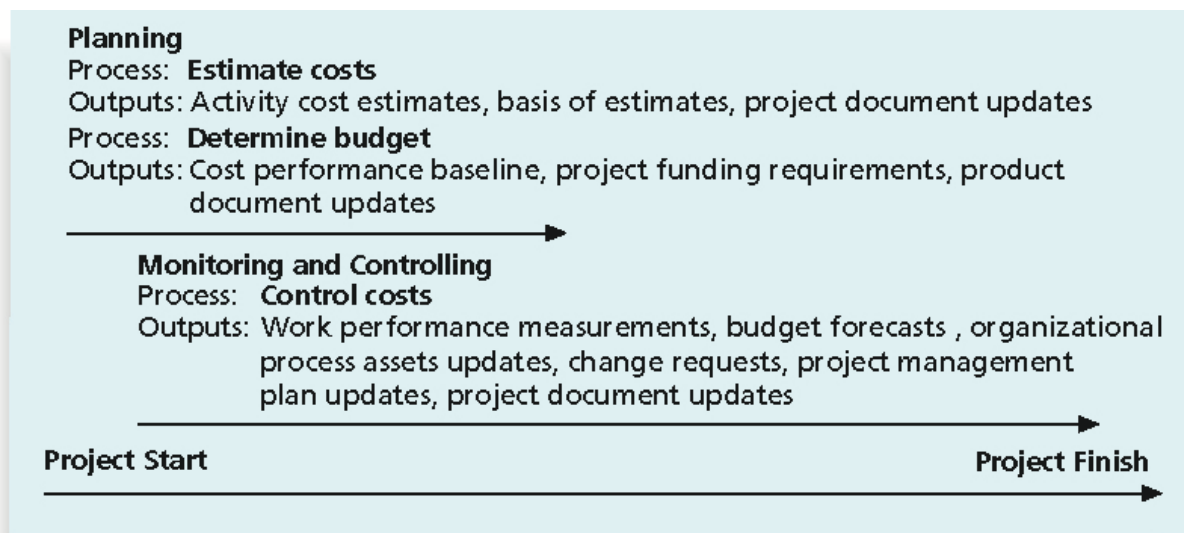 Planning
Process: Estimate costs
Outputs: Activity cost estimates, basis of estimates, project document updates
Process: Determine budget
Outputs: Cost performance baseline, project funding requirements, product
document updates
Monitoring and Controlling
Process: Control costs
Outputs: Work performance measurements, budget forecasts , organizational
process assets updates, change requests, project management
plan updates, project document updates
Project Start Project Finish